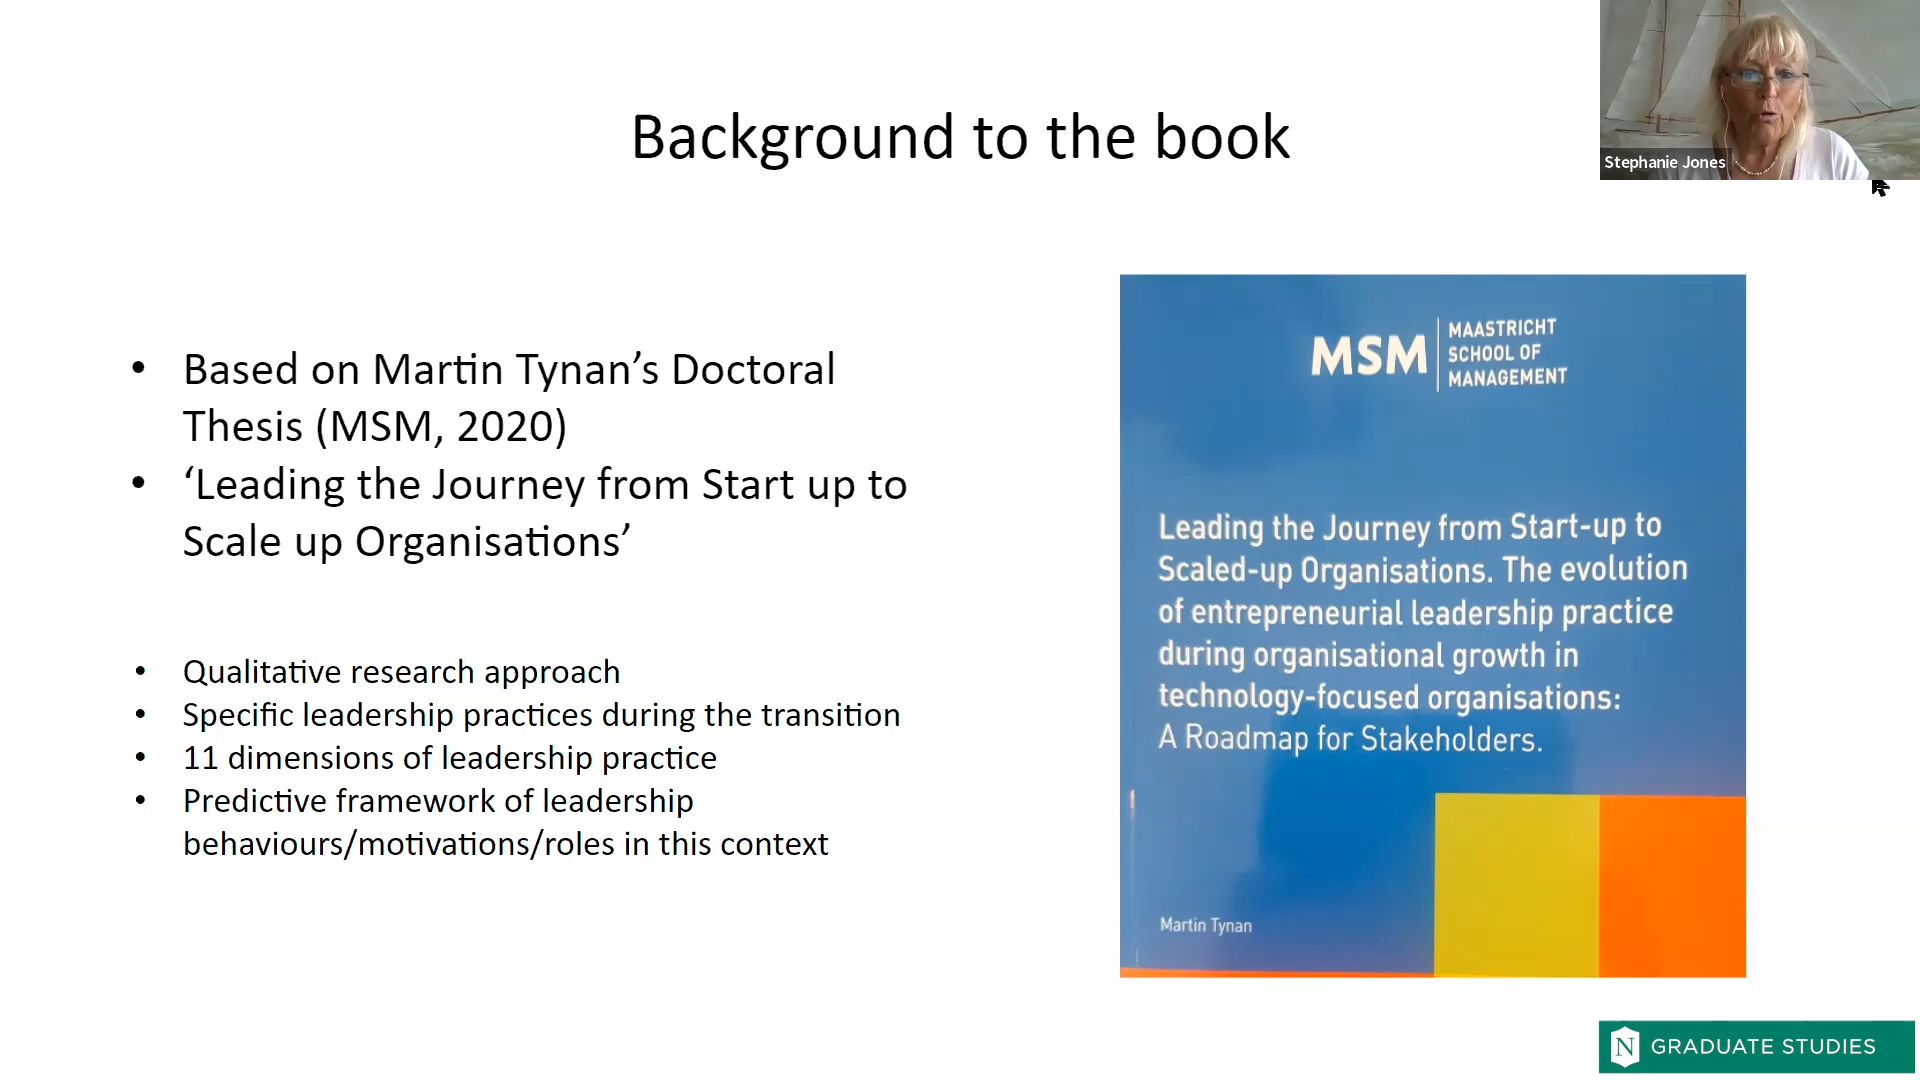 Background to the book
Stephanie Jones
• Based on Martin Tynan’s Doctoral
Thesis (MSM, 2020)
• ‘Leading the Journey from Start up to
Scale up Organisations’
• Qualitative research approach
• Specific leadership practices during the transition
• 11 dimensions of leadership practice
• Predictive framework of leadership
behaviours/motivations/roles in this context
MSM
MAASTRICHT
SCHOOL OF
MANAGEMENT
Leading the Journey from Start-up to
Scaled-up Organisations. The evolution
of entrepreneurial leadership practice
during organisational growth in
technology-focused organisations:
A Roadmap for Stakeholders.
Martin Tynan
N GRADUATE STUDIES